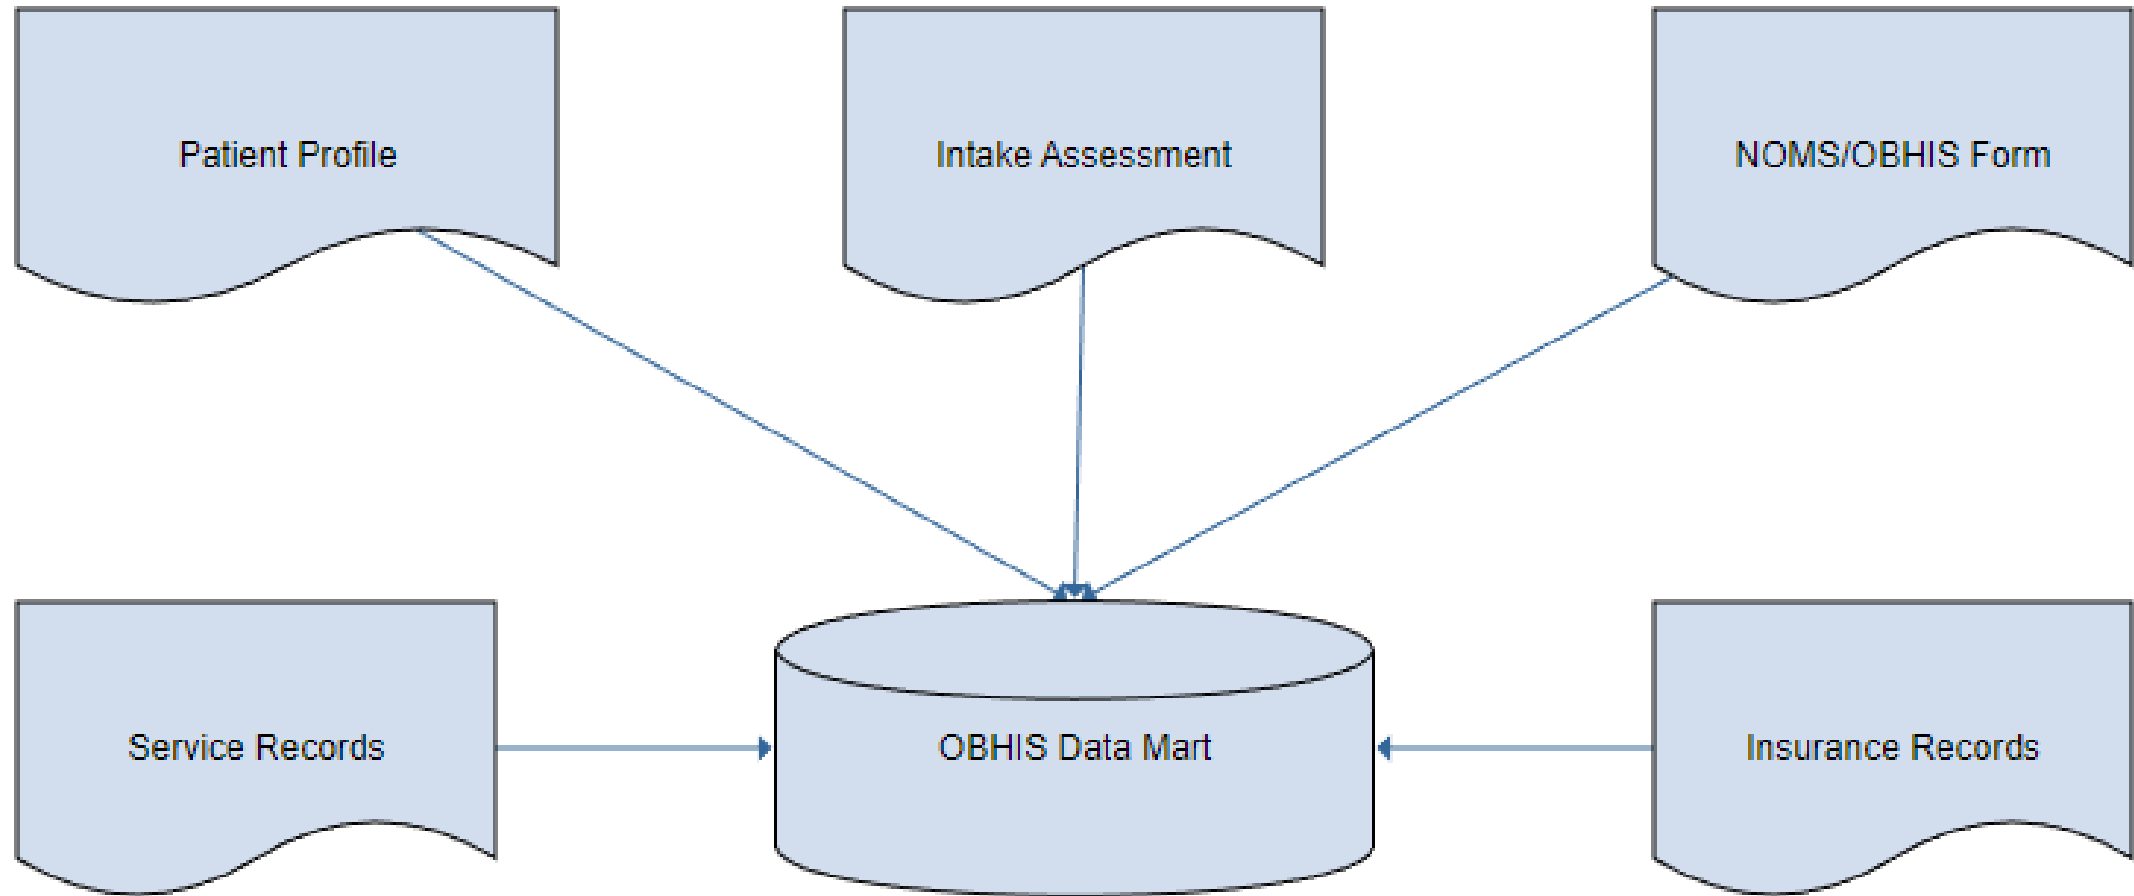 Patient Profile
Intake Assessment
NOMS/OBHIS Form
Service Records
OBHIS Data Mart
Insurance Records